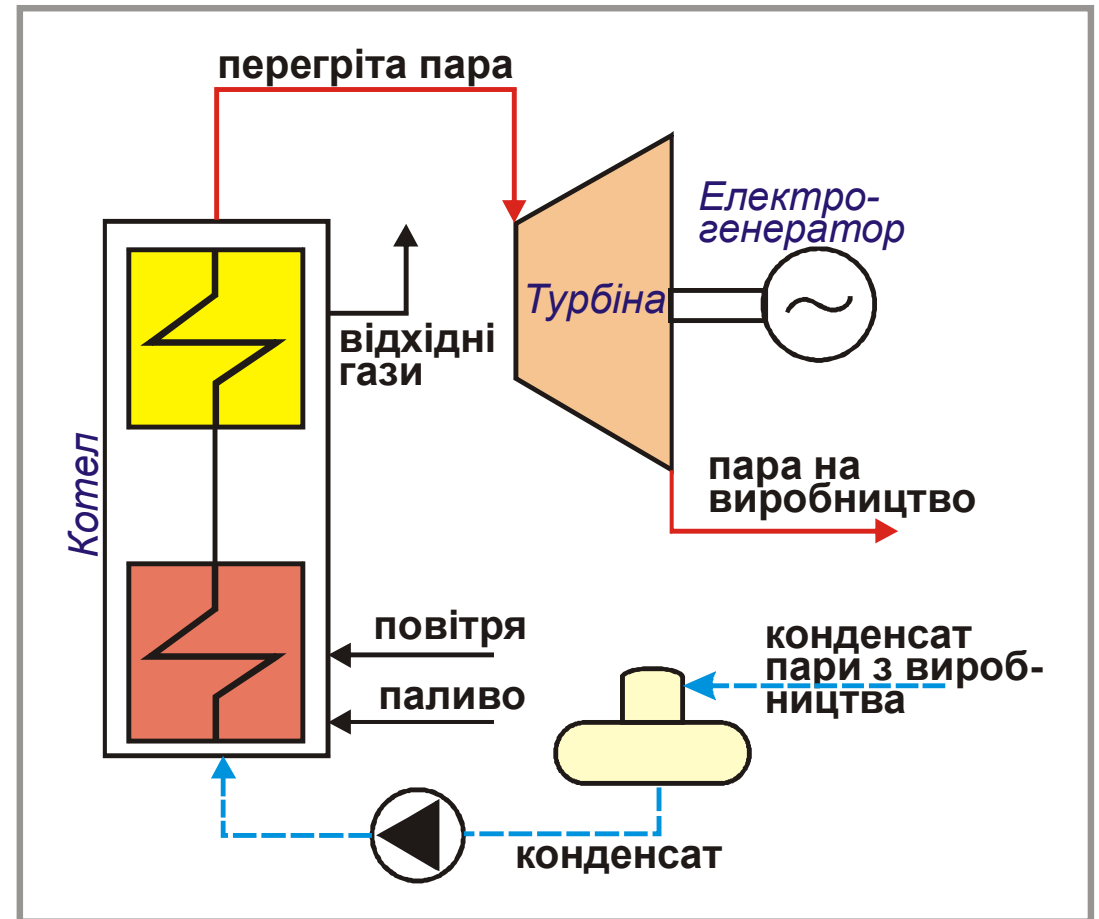 перегріта пара
Електро-
генератор
Турбіна
відхідні
гази
Котел
пара на
виробництво
повітря
паливо
конденсат
пари з вироб-
ництва
конденсат